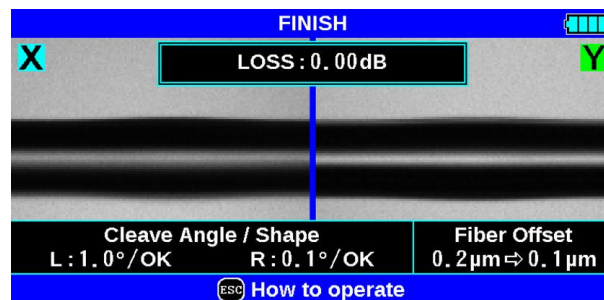 FINISH
X
LOSS:0.00dB
Y
Cleave Angle / Shape
L:1.0°/OK R:0.1°/OK
Fiber Offset
0.2µm⇨0.1µm
ESC How to operate